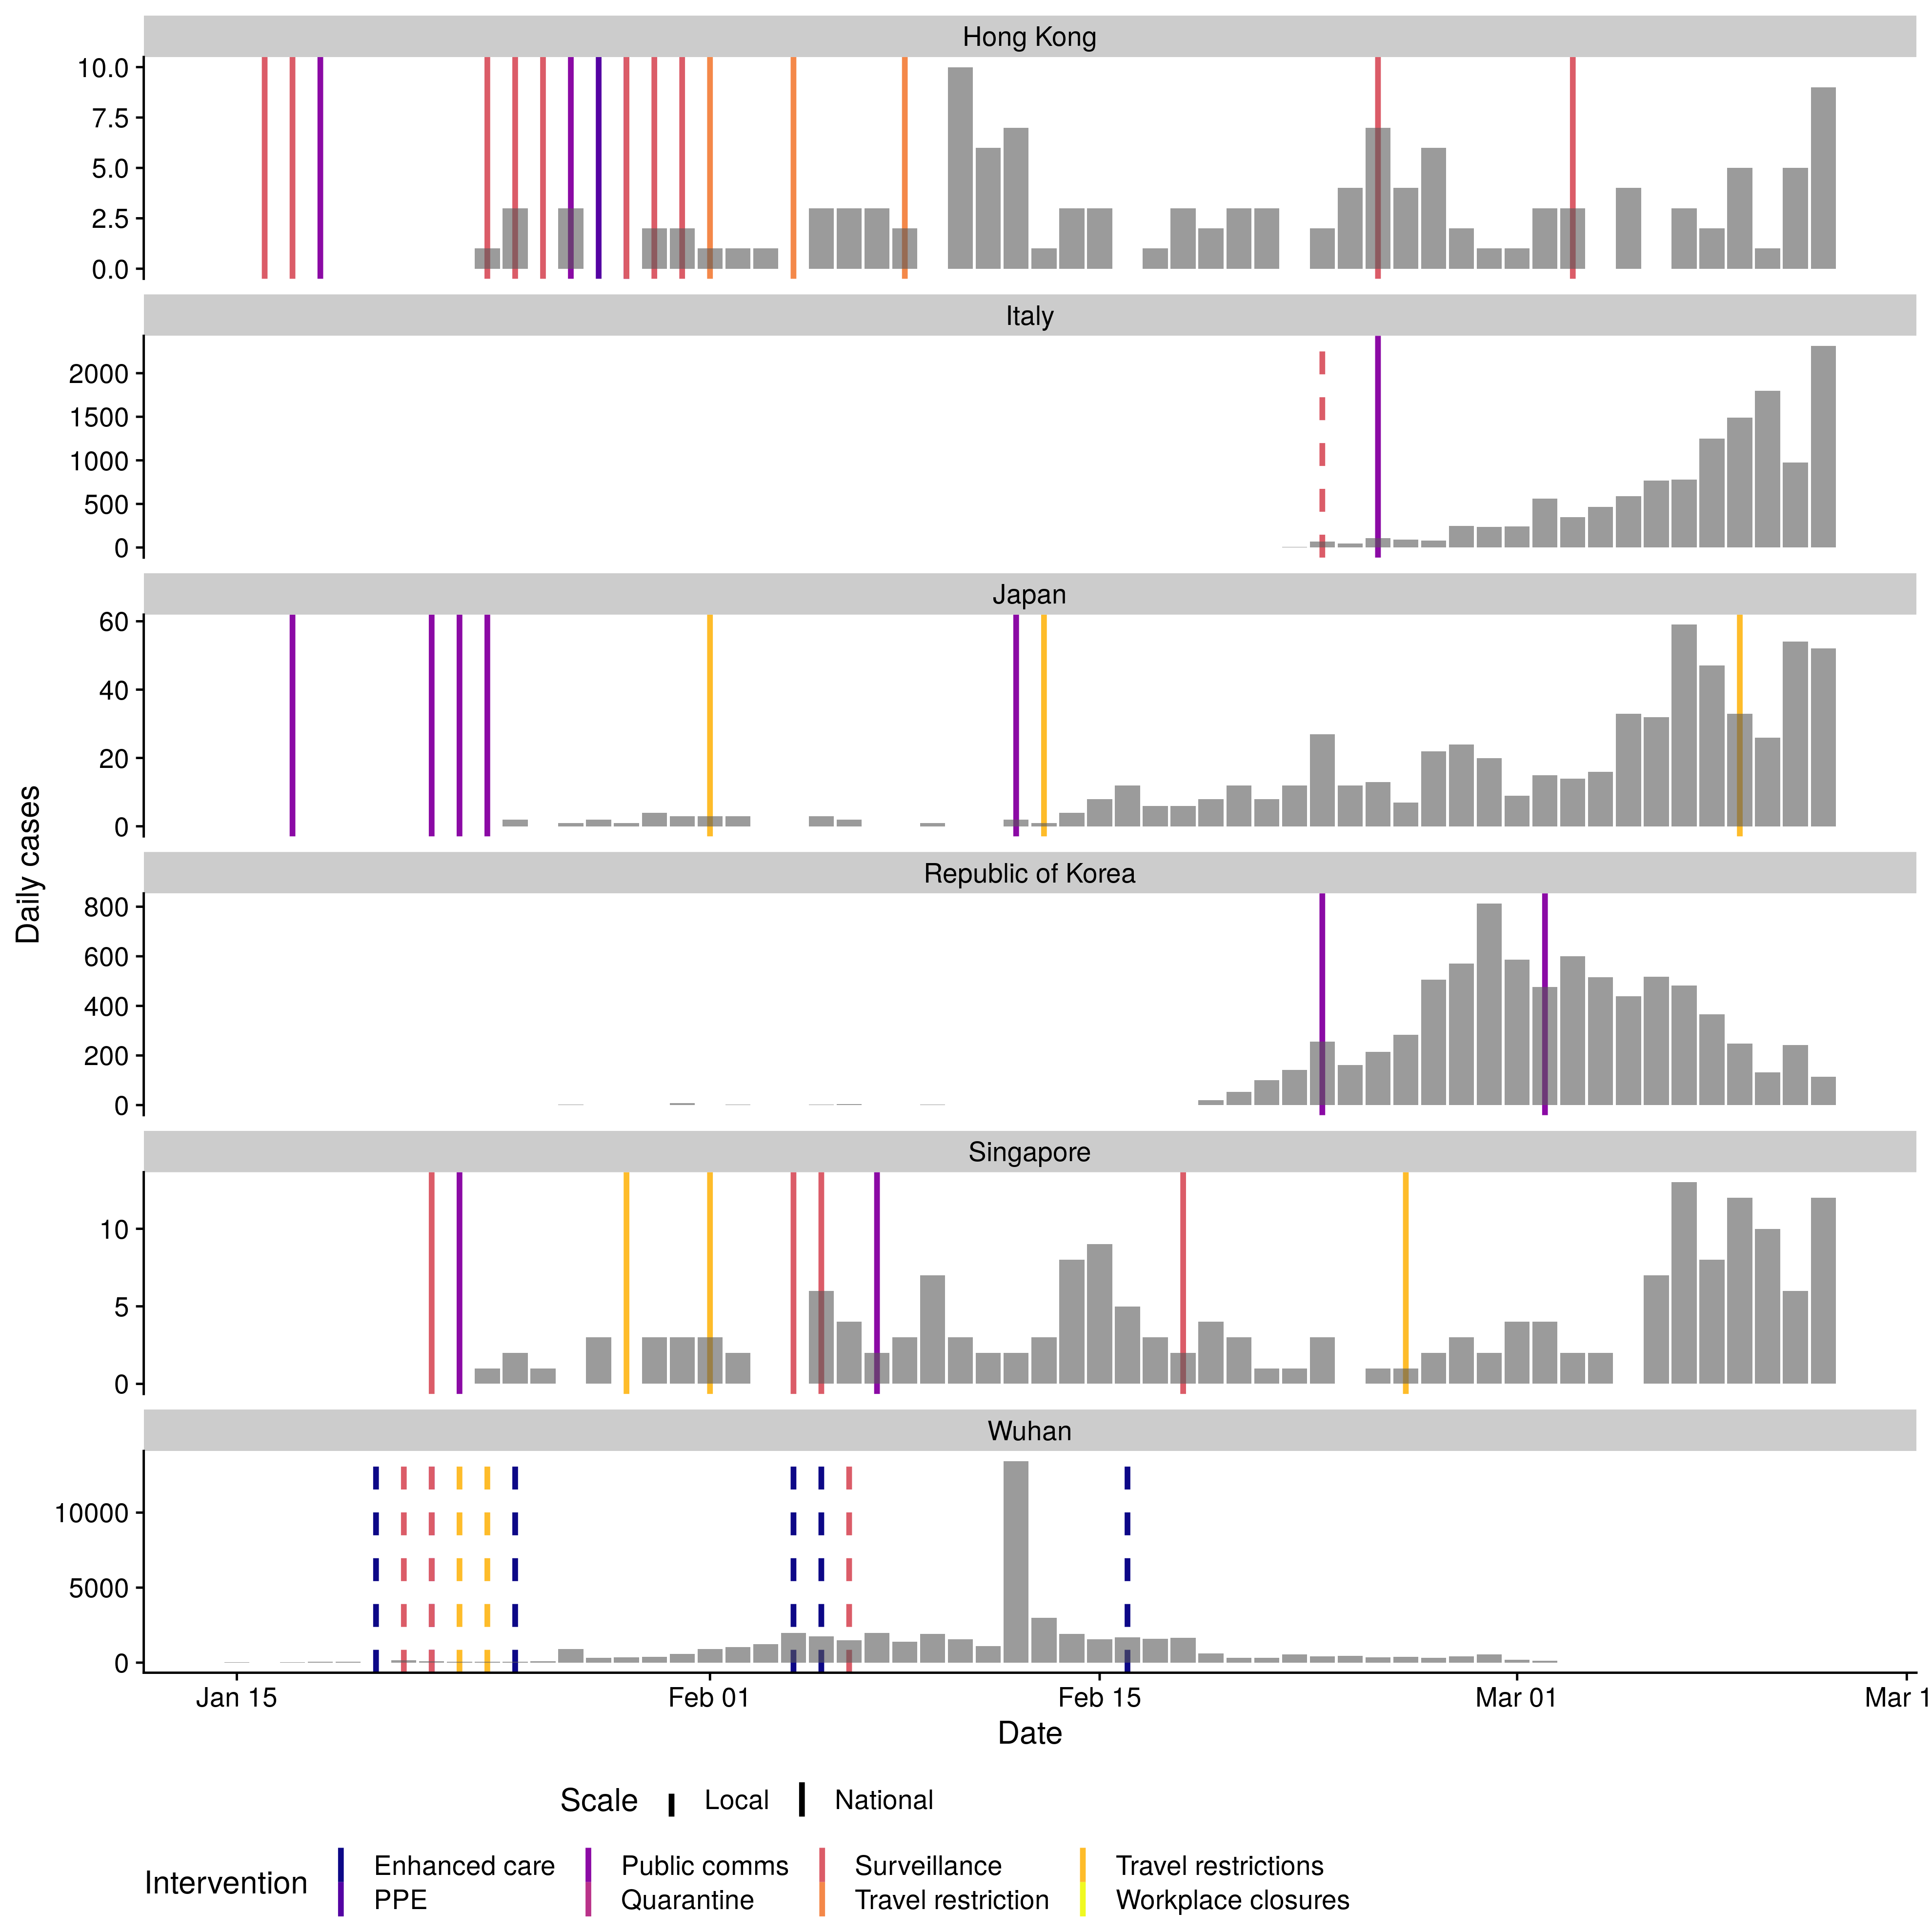 Hong Kong
10.0
7.5
5.0
2.5
0.0
Italy
2000
1500
1000
500
0
Japan
60
40
20
0
Republic of Korea
800
600
400
200
0
Singapore
10
5
0
Wuhan
10000
5000
0
Daily cases
Jan 15 Feb 01 Feb 15 Mar 01 Mar 1
Date
Scale Local National
Intervention
Enhanced care Public comms Surveillance Travel restrictions
PPE Quarantine Travel restriction Workplace closures